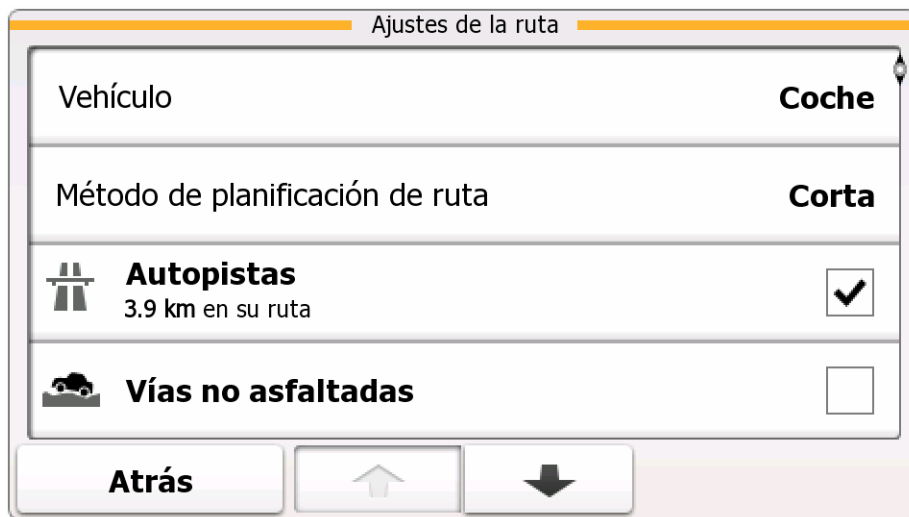 Ajustes de la ruta
Vehículo Coche
Método de planificación de ruta Corta
Autopistas
3.9 km en su ruta
Vías no asfaltadas
Atrás